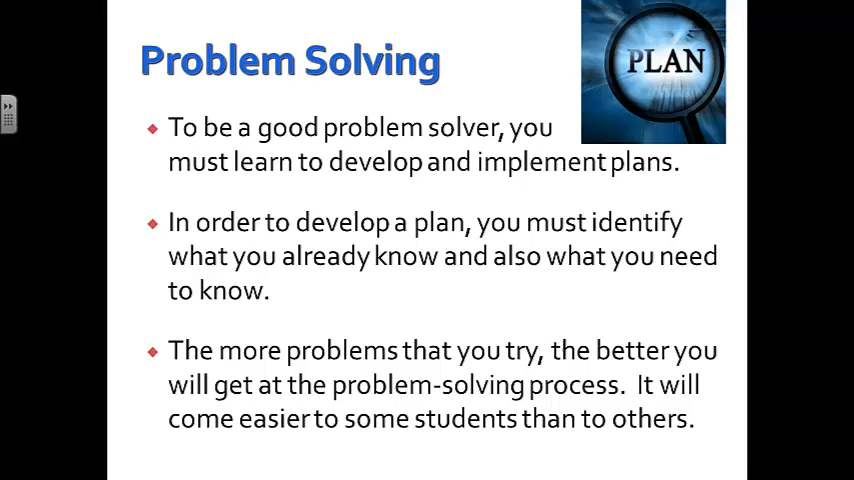 Problem Solving
PLAN
To be a good problem solver, you
must learn to develop and implement plans.
In order to develop a plan, you must identify
what you already know and also what you need
to know.
The more problems that you try, the better you
will get at the problem-solving process. It will
come easier to some students than to others.